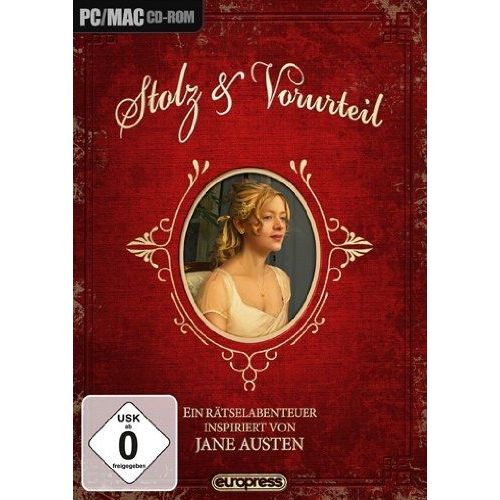 PC/MAC CD-ROM
Stolz & Vorurteil
EIN RÄTSELABENTEUER
INSPIRIERT VON
JANE AUSTEN
USK
ab
0
freigegeben
europress